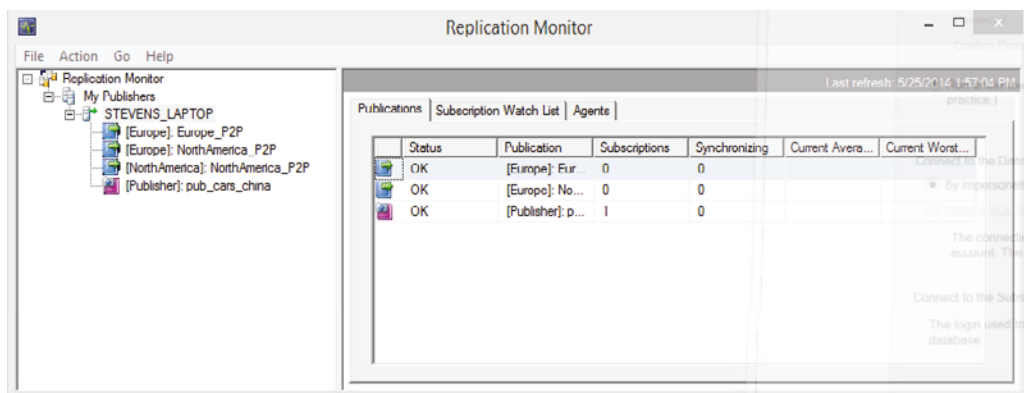 Replication Monitor
File Action Go Help
Replication Monitor
My Publishers
STEVENS_LAPTOP
[Europe]: Europe_P2P
[Europe]: NorthAmerica_P2P
[NorthAmerica]: NorthAmerica_P2P
[Publisher]: pub_cars_china
Last refresh: 5/25/2014 1:57:04 PM
Publications Subscription Watch List Agents
Status Publication Subscriptions Synchronizing Current Avera... Current Worst...
OK [Europe]: Eur... 0 0
OK [Europe]: No... 0 0
OK [Publisher]: p... 1 0
practice.)
Connect to the Dist
By impersonati
The connecti
account. The
Connect to the Subs
The login used to
database